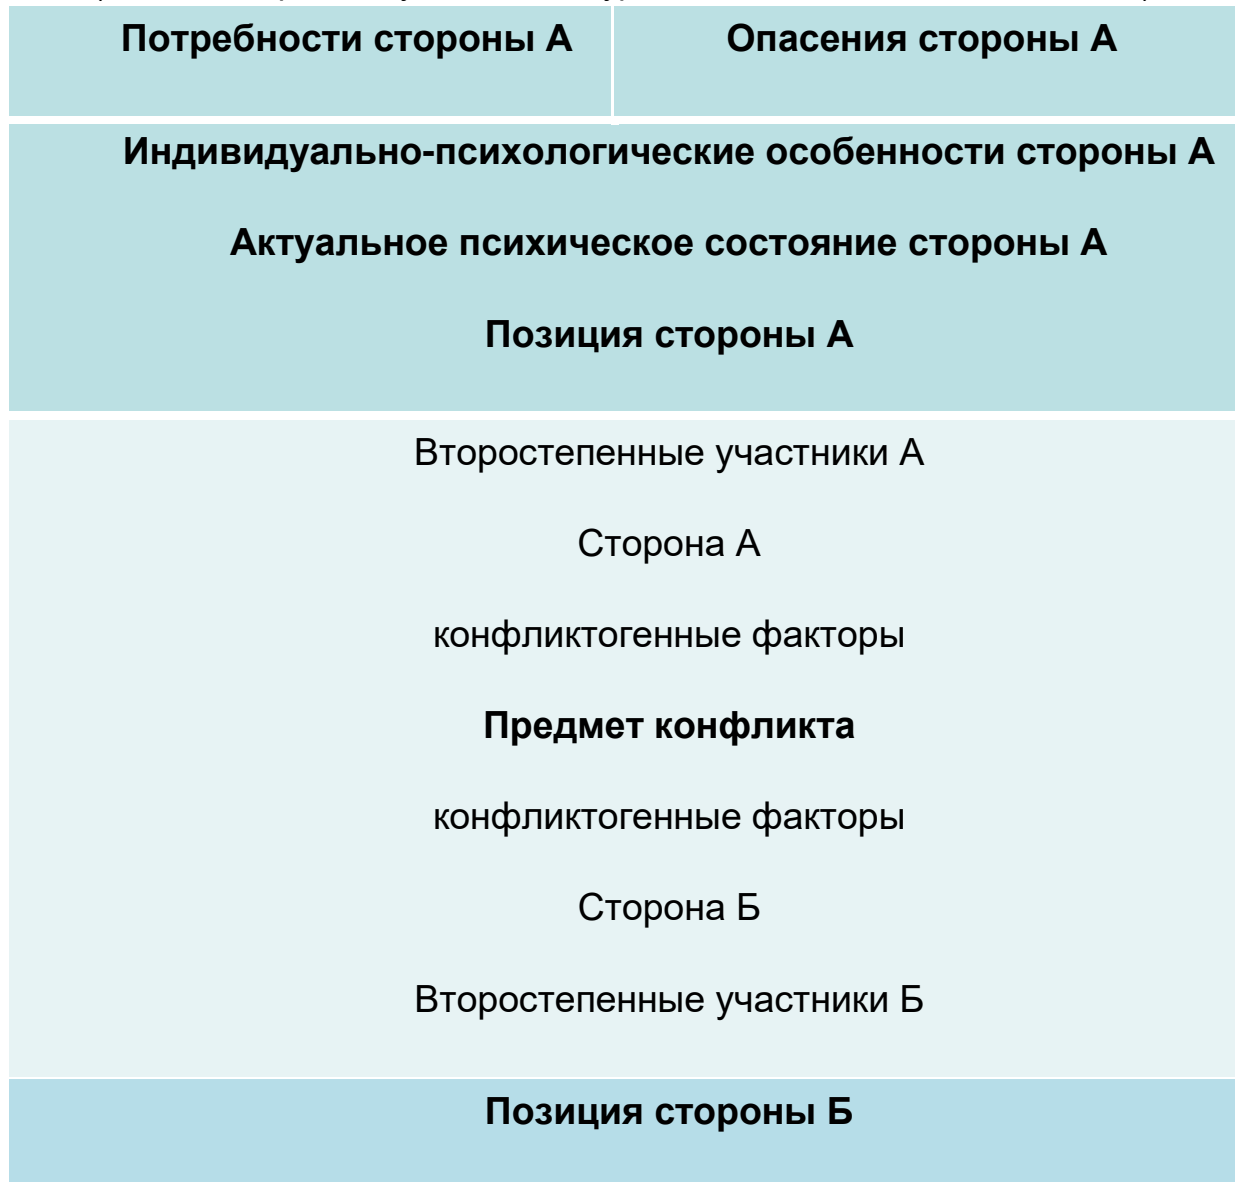 Потребности стороны А
Опасения стороны А
Индивидуально-психологические особенности стороны А
Актуальное психическое состояние стороны А
Позиция стороны А
Второстепенные участники А
Сторона А
конфликтогенные факторы
Предмет конфликта
конфликтогенные факторы
Сторона Б
Второстепенные участники Б
Позиция стороны Б